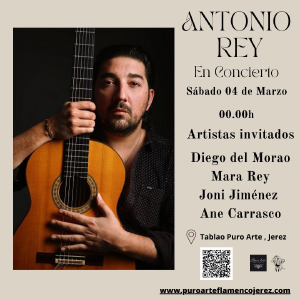 ANTONIO
REY
En Concierto
Sábado 04 de Marzo
00.00h
Artistas invitados
Diego del Morao
Mara Rey
Joni Jiménez
Ane Carrasco
Tablao Puro Arte , Jerez
www.puroarteflamencojerez.com